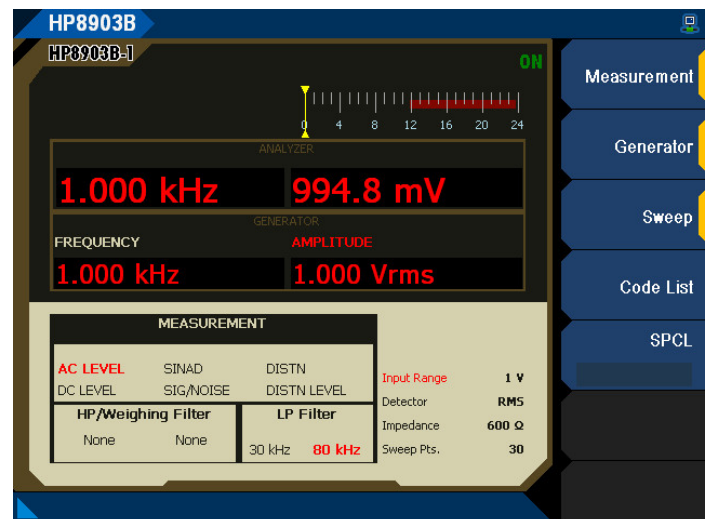 HP8903B
HP8903B-1
ON
0 4 8 12 16 20 24
ANALYZER
1.000 kHz 994.8 mV
GENERATOR
FREQUENCY AMPLITUDE
1.000 kHz 1.000 Vrms
MEASUREMENT
AC LEVEL SINAD DISTN
DC LEVEL SIG/NOISE DISTN LEVEL
HP/Weighing Filter LP Filter
None None
30 kHz 80 kHz
Input Range 1 V
Detector RMS
Impedance 600 Ω
Sweep Pts. 30
Measurement
Generator
Sweep
Code List
SPCL